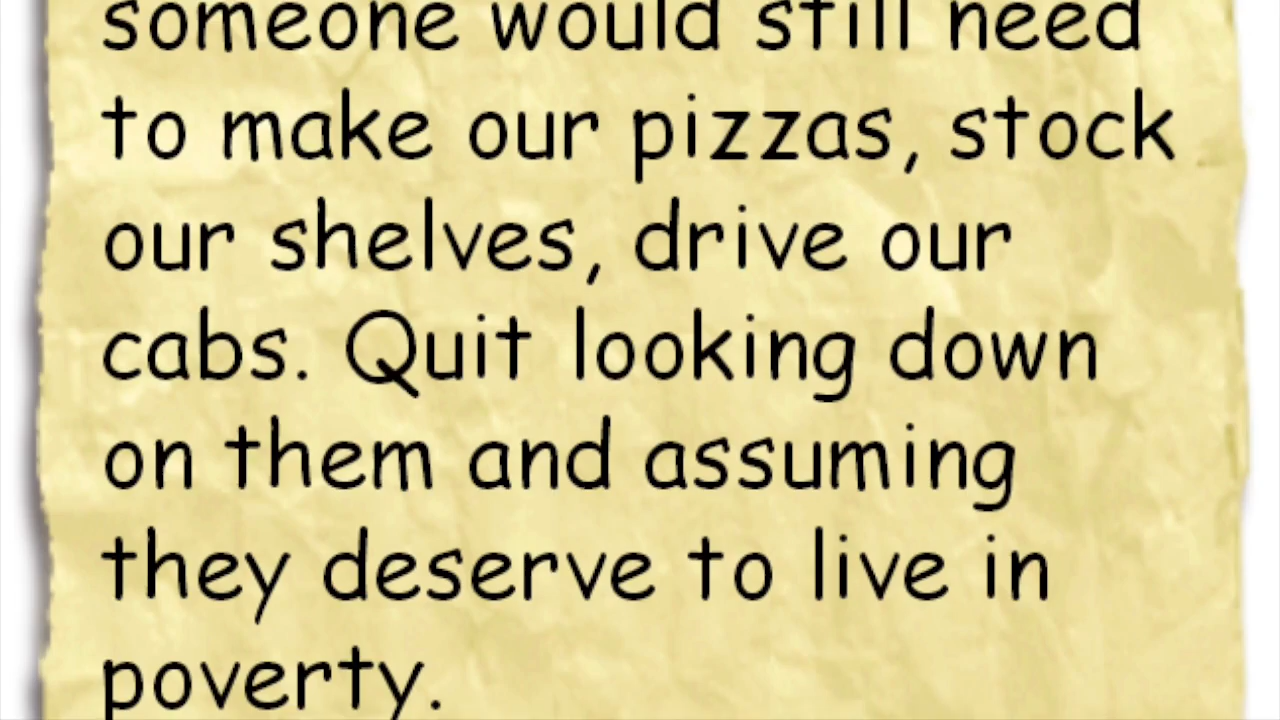 someone would still need
to make our pizzas, stock
our shelves, drive our
cabs. Quit looking down
on them and assuming
they deserve to live in
poverty.